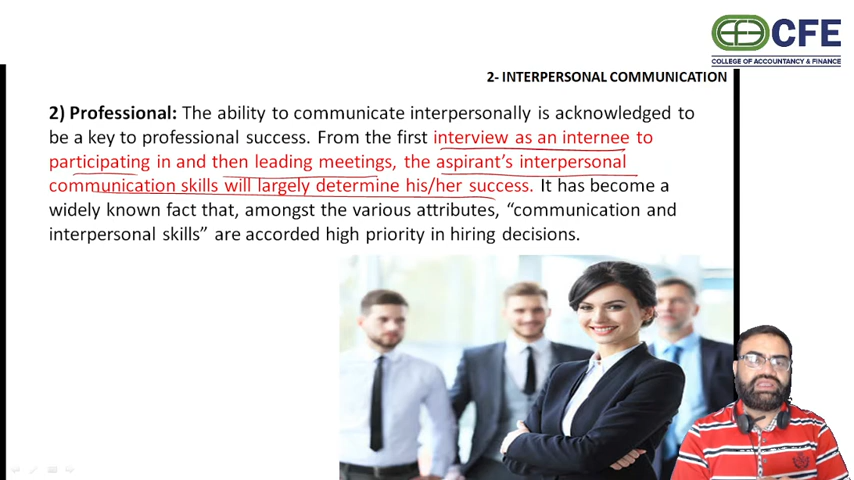 CFE
COLLEGE OF ACCOUNTANCY & FINANCE
2- INTERPERSONAL COMMUNICATION
2) Professional: The ability to communicate interpersonally is acknowledged to
be a key to professional success. From the first interview as an internee to
participating in and then leading meetings, the aspirant's interpersonal
communication skills will largely determine his/her success. It has become a
widely known fact that, amongst the various attributes, “communication and
interpersonal skills” are accorded high priority in hiring decisions.